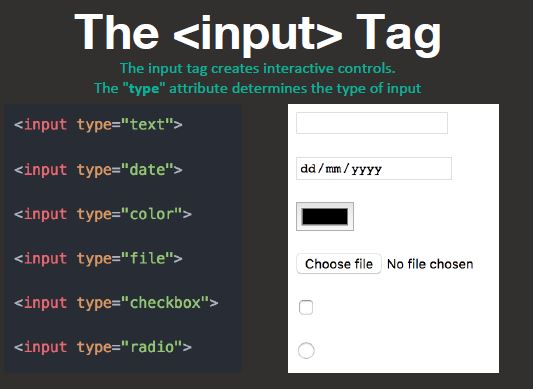 The <input> Tag
The input tag creates interactive controls.
The "type" attribute determines the type of input
<input type="text">
<input type="date">
dd/mm/yyyy
<input type="color">
<input type="file">
Choose file No file chosen
<input type="checkbox">
<input type="radio">